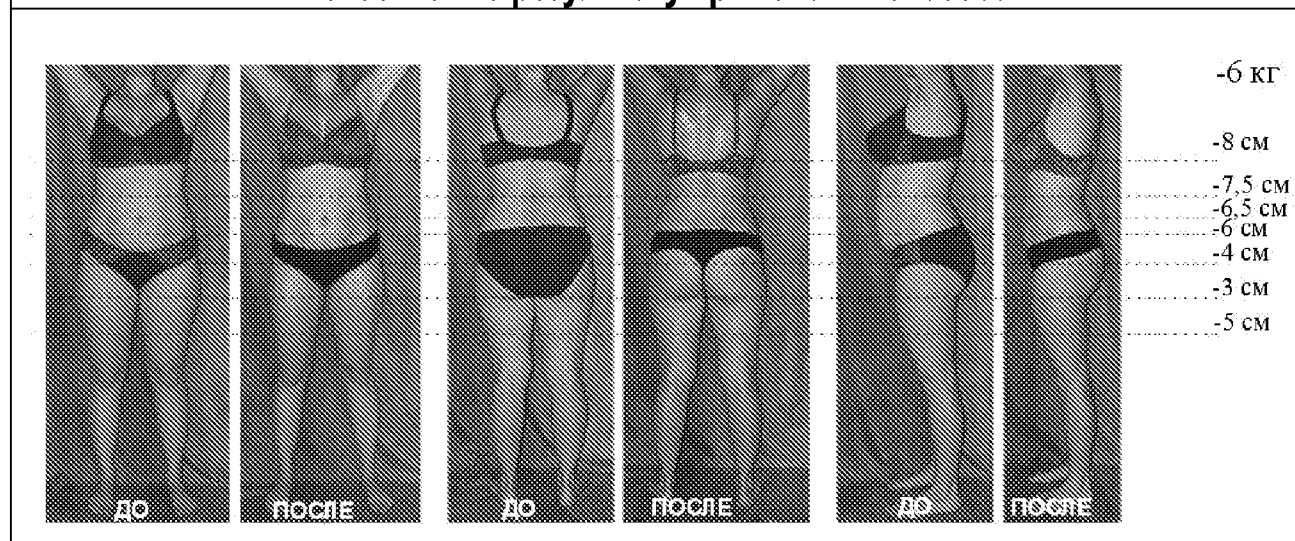 -6 кг
-8 см
-7,5 см
-6,5 см
-6 см
-4 см
-3 см
-5 см
ДО ПОСЛЕ ДО ПОСЛЕ ДО ПОСЛЕ